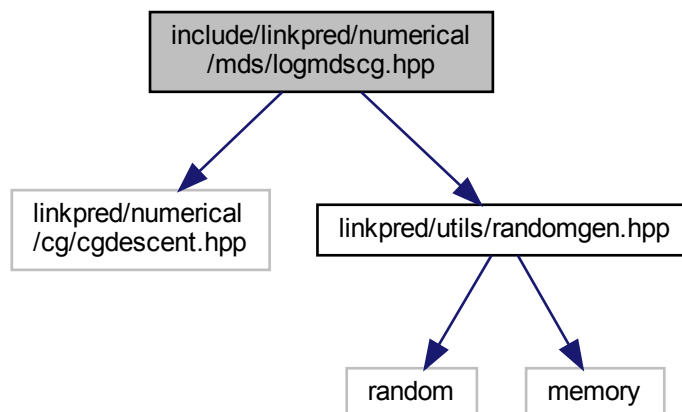 include/linkpred/numerical
/mds/logmdscg.hpp
linkpred/numerical
/cg/cgdescent.hpp
linkpred/utils/randomgen.hpp
random
memory